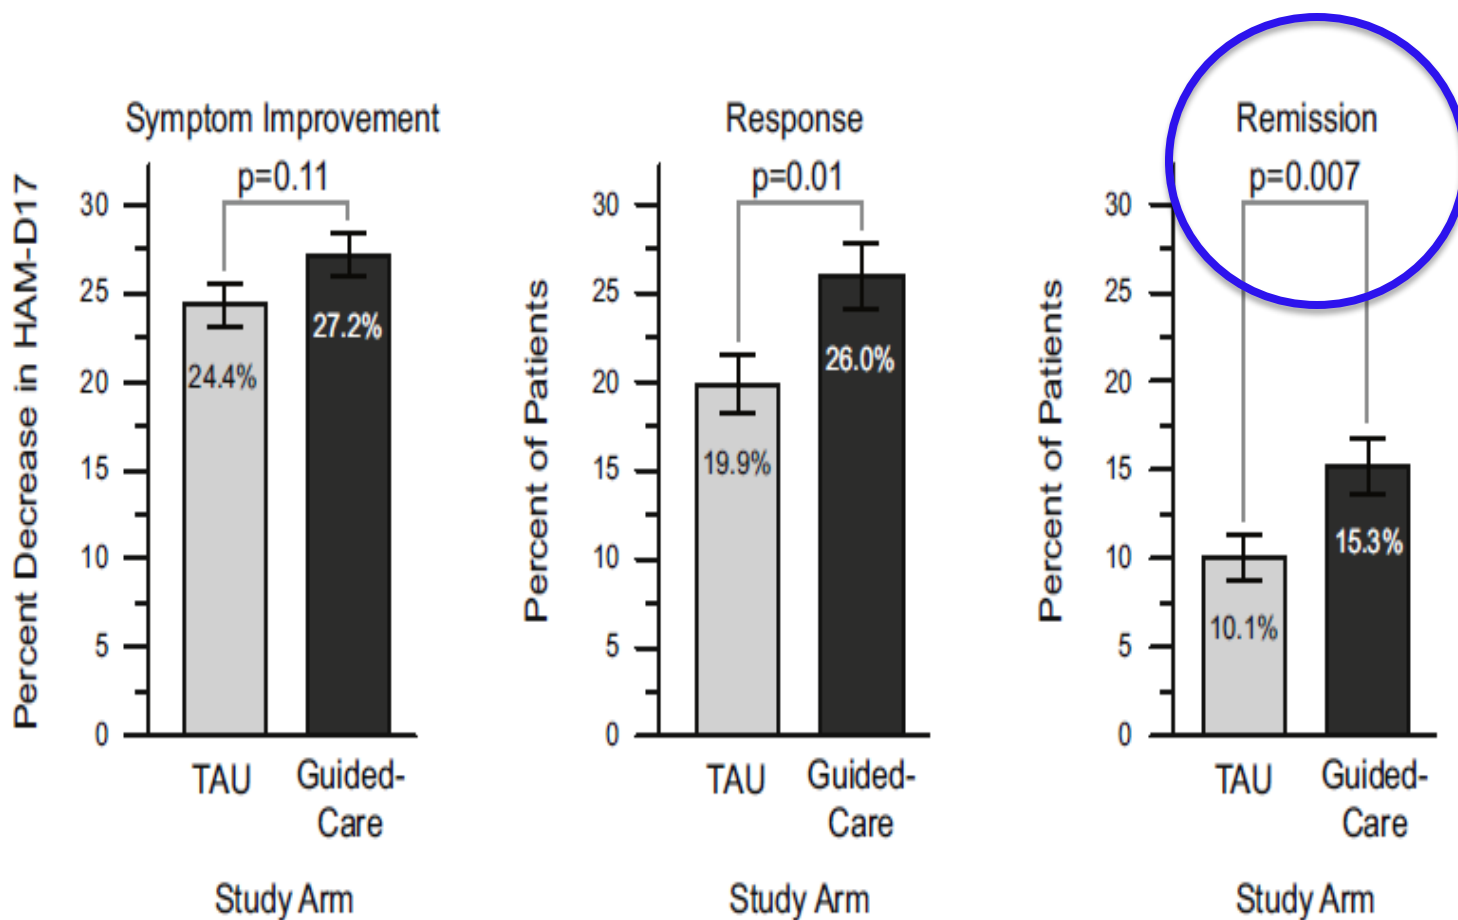 Symptom Improvement
p=0.11
Percent Decrease in HAM-D17
30
25
20
15
10
5
0
24.4%
27.2%
TAU
Guided-
Care
Study Arm
Response
p=0.01
Percent of Patients
30
25
20
15
10
5
0
19.9%
26.0%
TAU
Guided-
Care
Study Arm
Remission
p=0.007
Percent of Patients
30
25
20
15
10
5
0
10.1%
15.3%
TAU
Guided-
Care
Study Arm